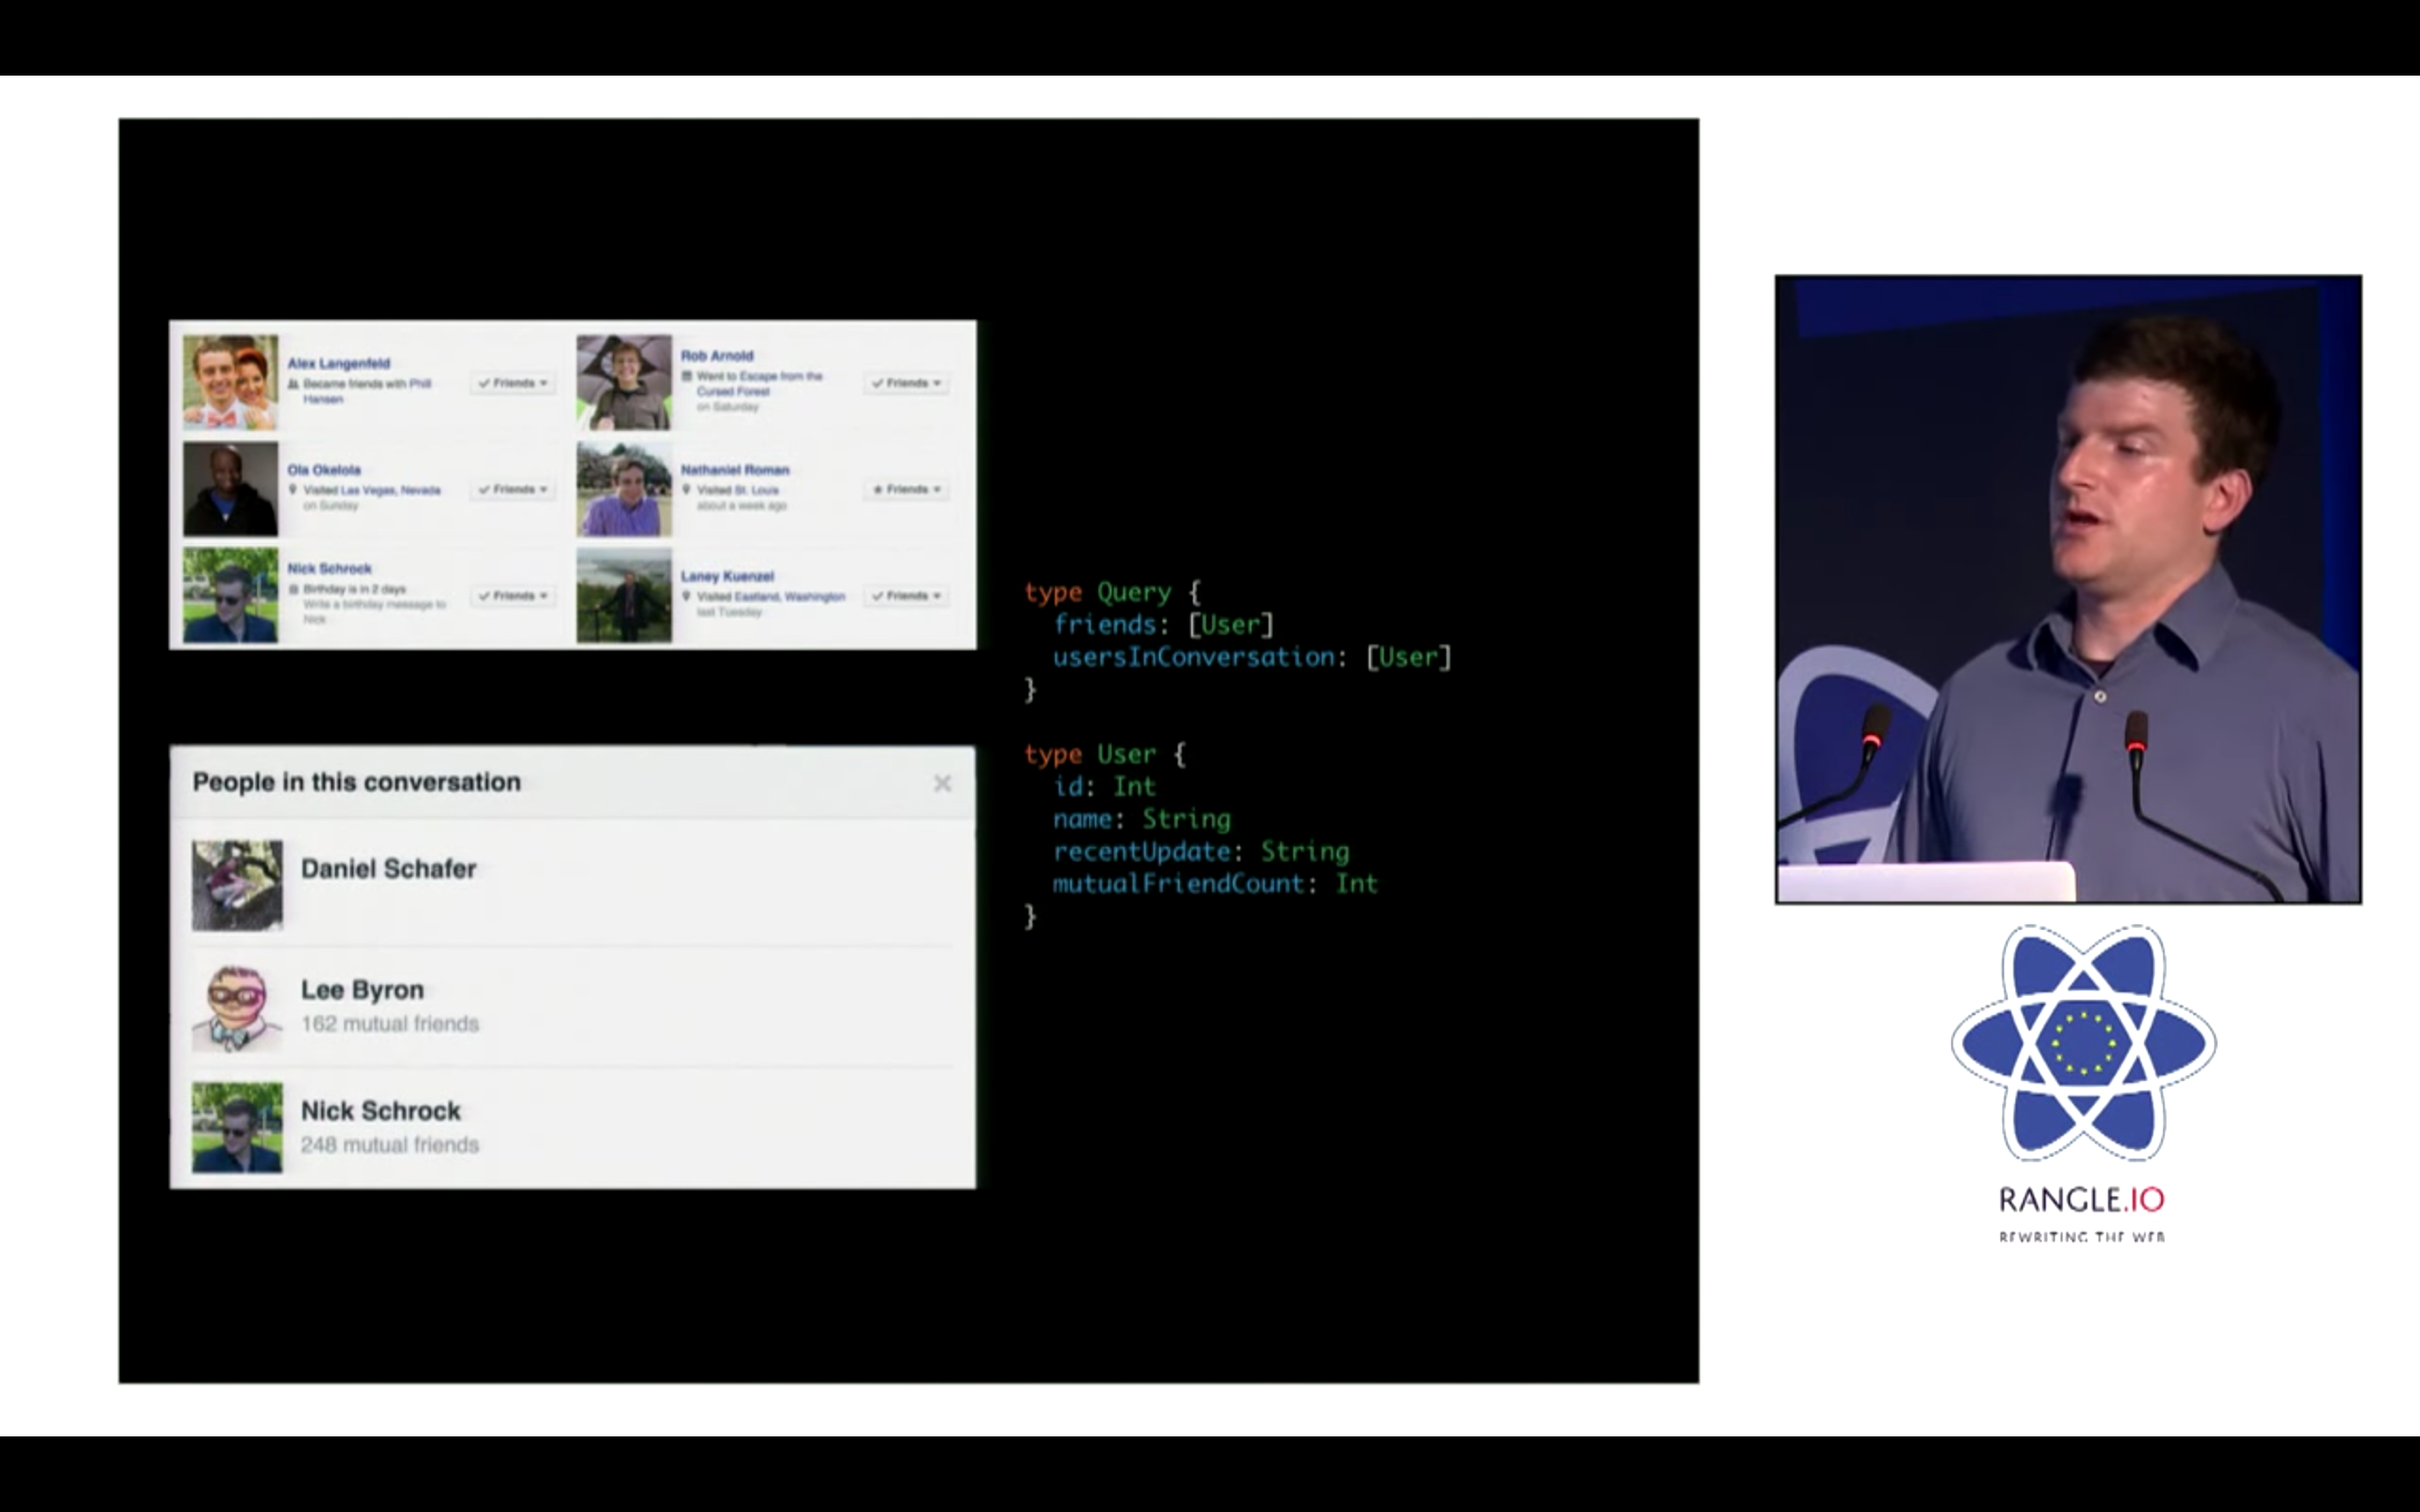 Alex Langenfeld
Became friends with Phill
Hansen
Friends
Rob Arnold
Went to Escape from the
Cursed Forest
on Saturday
Friends
Ola Okelola
Visited Las Vegas, Nevada
on Sunday
Friends
Nathaniel Roman
Visited St. Louis
about a week ago
Friends
Nick Schrock
Birthday is in 2 days
Write a birthday message to
Nick
Friends
Laney Kuenzel
Visited Eastland, Washington
last Tuesday
Friends
People in this conversation
Daniel Schafer
Lee Byron
162 mutual friends
Nick Schrock
248 mutual friends
type Query {
friends: [User]
usersInConversation: [User]
}
type User {
id: Int
name: String
recentUpdate: String
mutualFriendCount: Int
}
RANGLE.IO
REWRITING THE WEB